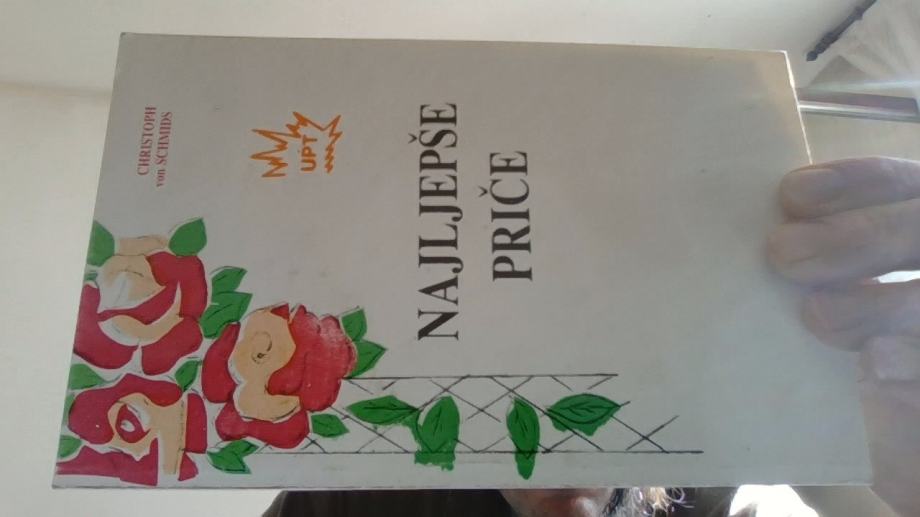 CHRISTOPH
von SCHMIDS
UPT
NAJLJEPŠE
PRIČE